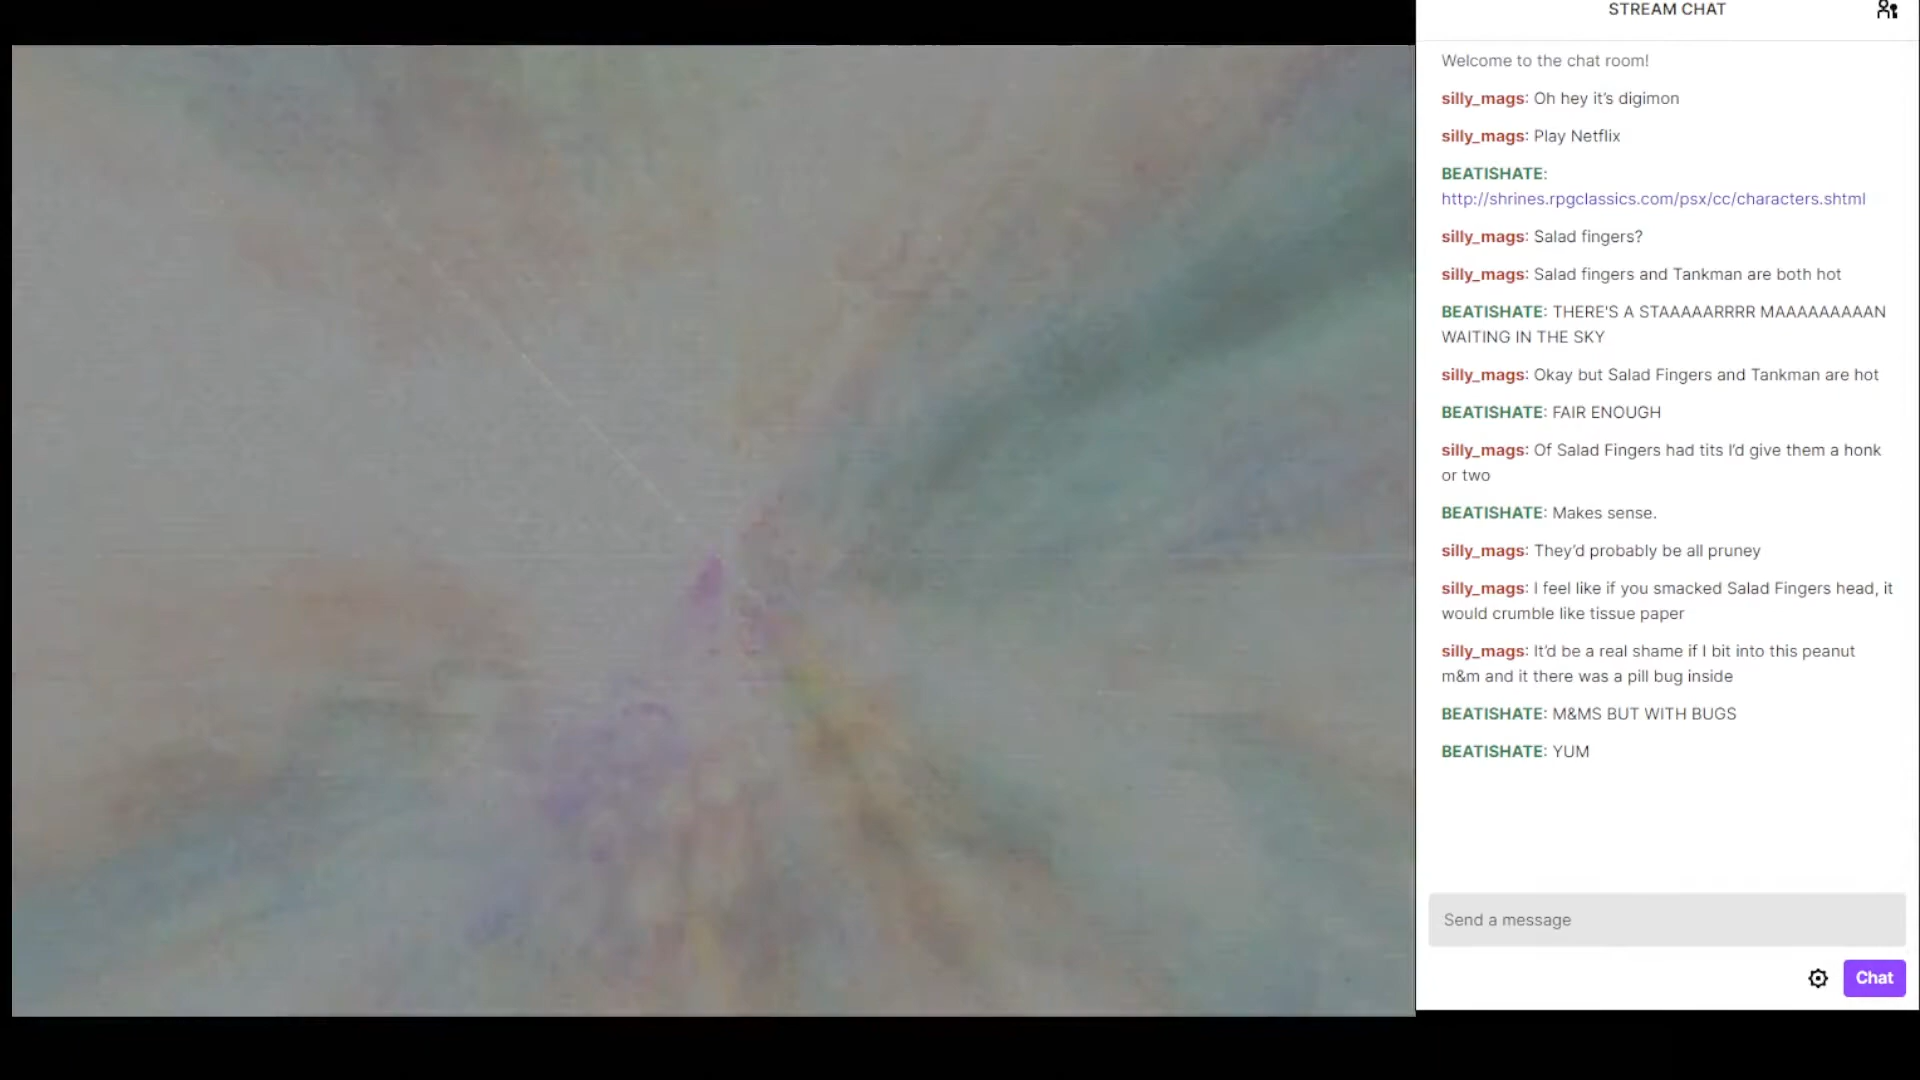 STREAM CHAT
Welcome to the chat room!
silly_mags: Oh hey it's digimon
silly_mags: Play Netflix
BEATISHATE:
http://shrines.rpgclassics.com/psx/cc/characters.shtml
silly_mags: Salad fingers?
silly_mags: Salad fingers and Tankman are both hot
BEATISHATE: THERE'S A STAAAAARRRR MAAAAAAAAAN
WAITING IN THE SKY
silly_mags: Okay but Salad Fingers and Tankman are hot
BEATISHATE: FAIR ENOUGH
silly_mags: Of Salad Fingers had tits I'd give them a honk
or two
BEATISHATE: Makes sense.
silly_mags: They'd probably be all pruney
silly_mags: I feel like if you smacked Salad Fingers head, it
would crumble like tissue paper
silly_mags: It'd be a real shame if I bit into this peanut
m&m and it there was a pill bug inside
BEATISHATE: M&MS BUT WITH BUGS
BEATISHATE: YUM
Send a message
Chat